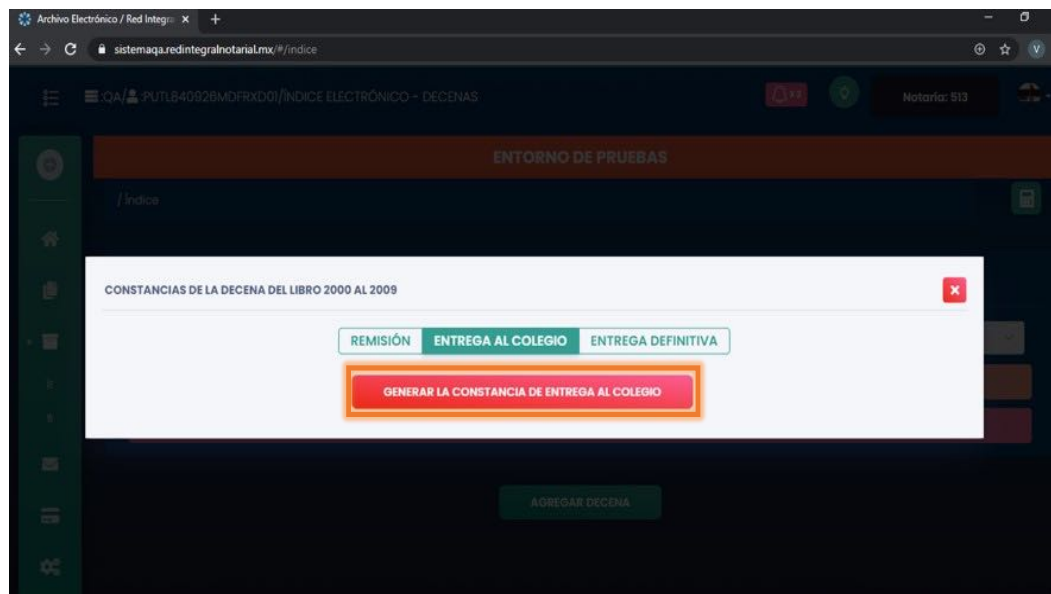 Archivo Electrónico / Red Integra
sistemaqa.redintegralnotarial.mx/#/indice
V
:QA/ :PUTL840926MDFRXD01/ÍNDICE ELECTRÓNICO - DECENAS
Notaría: 513
ENTORNO DE PRUEBAS
/ Índice
CONSTANCIAS DE LA DECENA DEL LIBRO 2000 AL 2009
REMISIÓN ENTREGA AL COLEGIO ENTREGA DEFINITIVA
GENERAR LA CONSTANCIA DE ENTREGA AL COLEGIO
AGREGAR DECENA